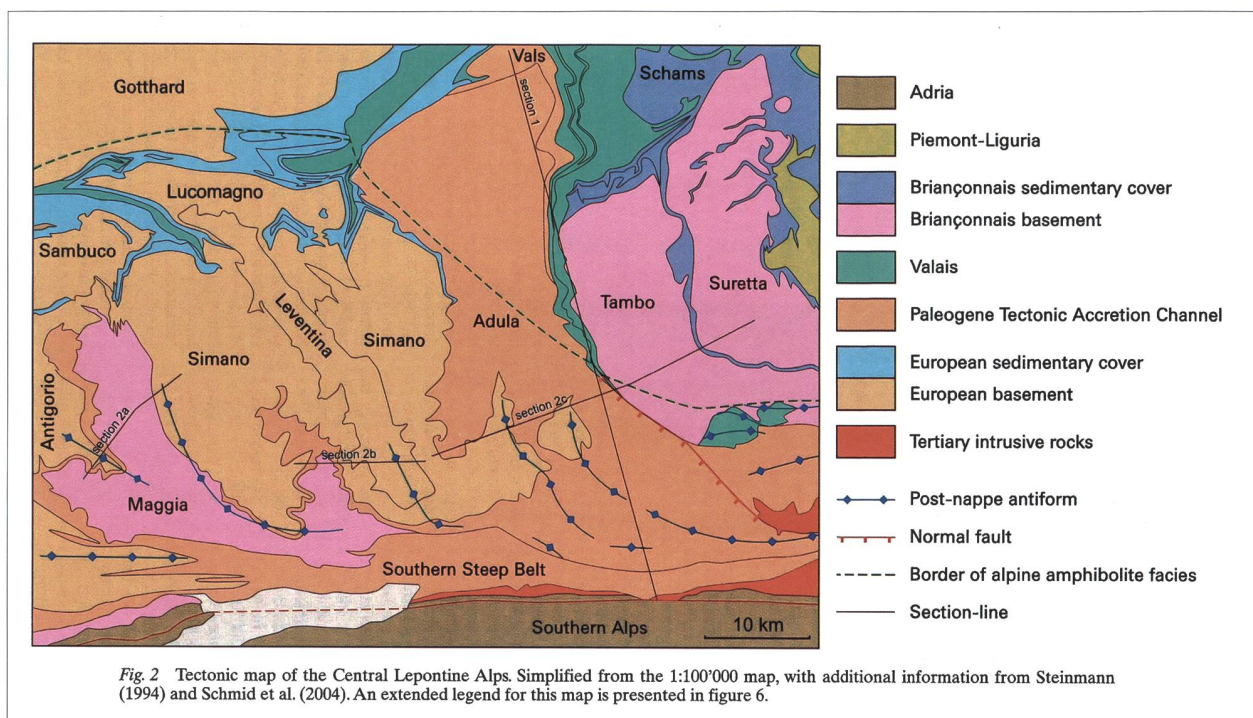 Vals
Schams
Gotthard
section 1
Lucomagno
Sambuco
Leventina
Tambo
Suretta
Adula
Simano
Simano
Antigorio
section 2a
section 2c
section 2b
Maggia
Southern Steep Belt
Southern Alps
10 km
Adria
Piemont-Liguria
Briançonnais sedimentary cover
Briançonnais basement
Valais
Paleogene Tectonic Accretion Channel
European sedimentary cover
European basement
Tertiary intrusive rocks
Post-nappe antiform
Normal fault
Border of alpine amphibolite facies
Section-line
Fig. 2 Tectonic map of the Central Lepontine Alps. Simplified from the 1:100'000 map, with additional information from Steinmann
(1994) and Schmid et al. (2004). An extended legend for this map is presented in figure 6.